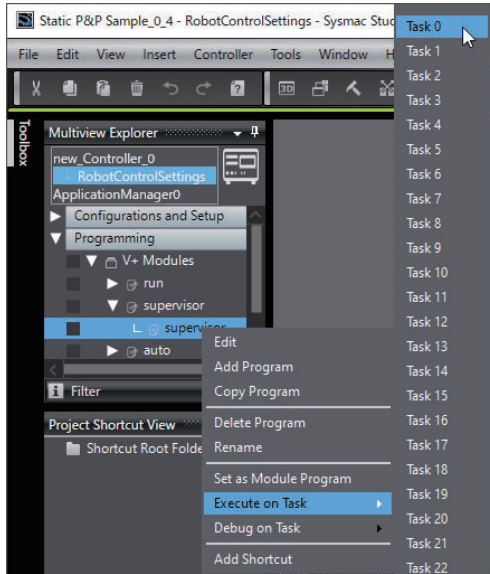 Static P&P Sample_0_4 - RobotControlSettings - Sysmac Stu
File Edit View Insert Controller Tools Window H
Toolbox
Multiview Explorer
new_Controller_0
RobotControlSettings
ApplicationManager0
Configurations and Setup
Programming
V+ Modules
run
supervisor
supervisor
auto
Filter
Project Shortcut View
Shortcut Root Folde
Edit
Add Program
Copy Program
Delete Program
Rename
Set as Module Program
Execute on Task
Debug on Task
Add Shortcut
Task 0
Task 1
Task 2
Task 3
Task 4
Task 5
Task 6
Task 7
Task 8
Task 9
Task 10
Task 11
Task 12
Task 13
Task 14
Task 15
Task 16
Task 17
Task 18
Task 19
Task 20
Task 21
Task 22